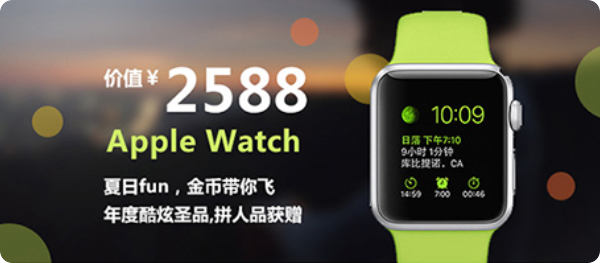 价值¥2588
Apple Watch
夏日fun，金币带你飞
年度酷炫圣品,拼人品获赠
10:09
日落 下午7:10
9小时 1分钟
库比提诺，CA
14:59 7:00 00:46